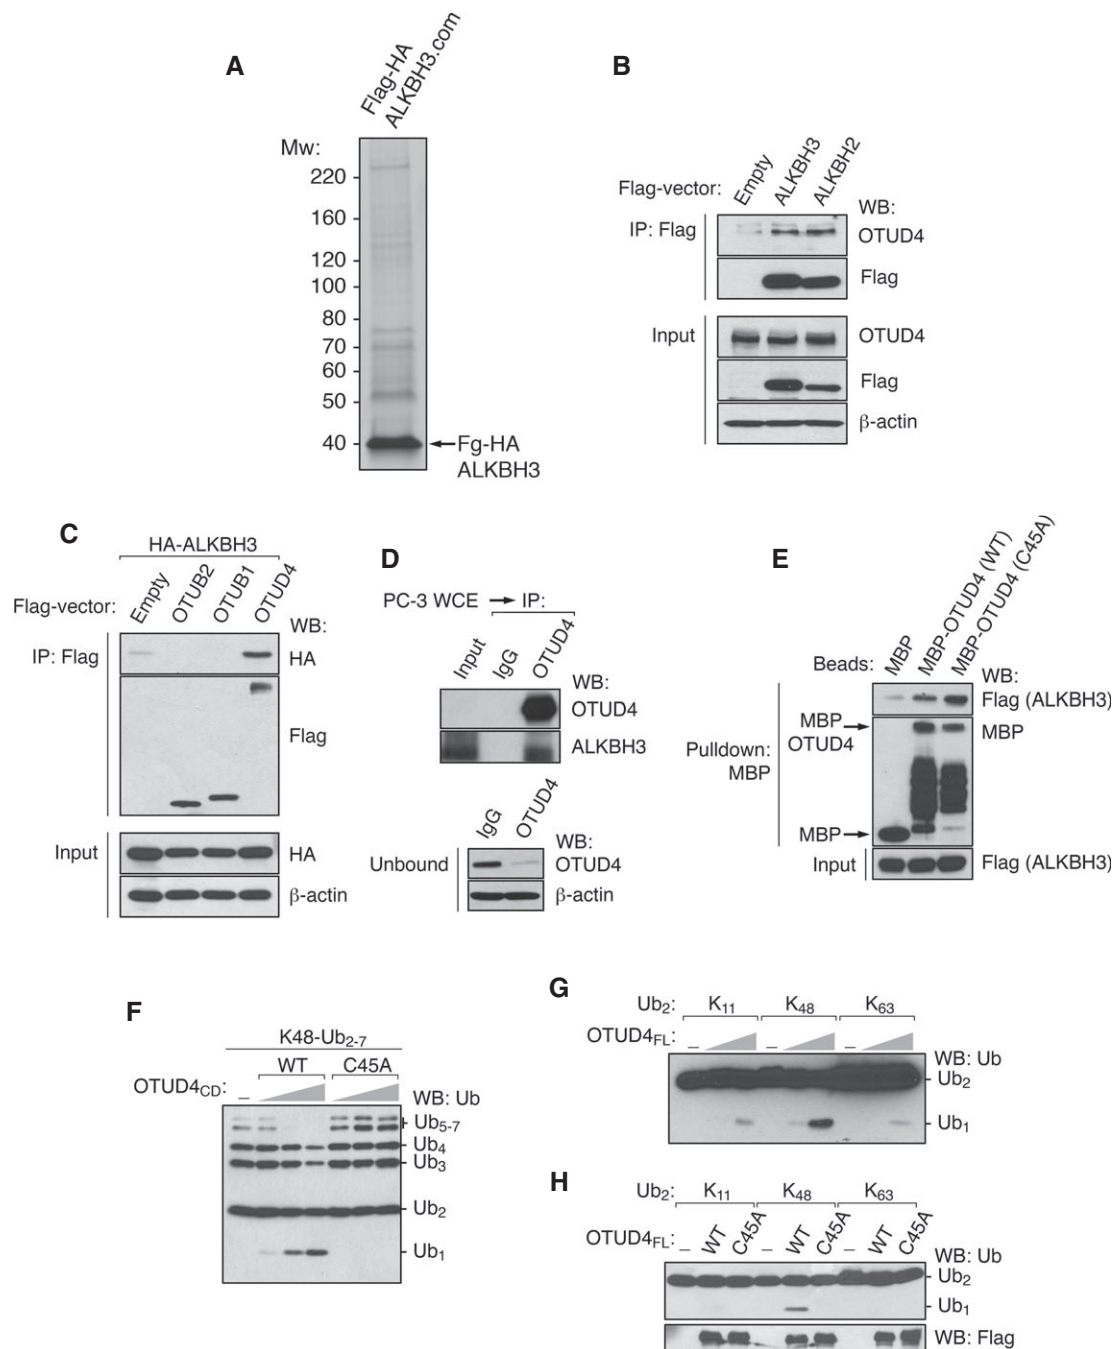 A
Flag-HA
ALKBH3.com
Mw:
220
160
120
100
80
70
60
50
40
Fg-HA
ALKBH3
B
Flag-vector:
Empty
ALKBH3
ALKBH2
WB:
IP: Flag
OTUD4
Flag
Input
OTUD4
Flag
β-actin
C
HA-ALKBH3
Flag-vector:
Empty
OTUB2
OTUB1
OTUD4
WB:
IP: Flag
HA
Flag
Input
HA
β-actin
D
PC-3 WCE
IP:
Input
IgG
OTUD4
WB:
OTUD4
ALKBH3
IgG
OTUD4
WB:
Unbound
OTUD4
β-actin
E
Beads:
MBP
MBP-OTUD4 (WT)
MBP-OTUD4 (C45A)
WB:
Flag (ALKBH3)
MBP
OTUD4
MBP
Pulldown:
MBP
MBP
Input
Flag (ALKBH3)
F
K48-Ub2-7
WT
C45A
OTUD4CD:
–
WB: Ub
Ub5-7
Ub4
Ub3
Ub2
Ub1
G
Ub2:
K11
K48
K63
OTUD4FL:
–
–
–
WB: Ub
Ub2
Ub1
H
Ub2:
K11
K48
K63
OTUD4FL:
–
WT
C45A
–
WT
C45A
–
WT
C45A
WB: Ub
Ub2
Ub1
WB: Flag